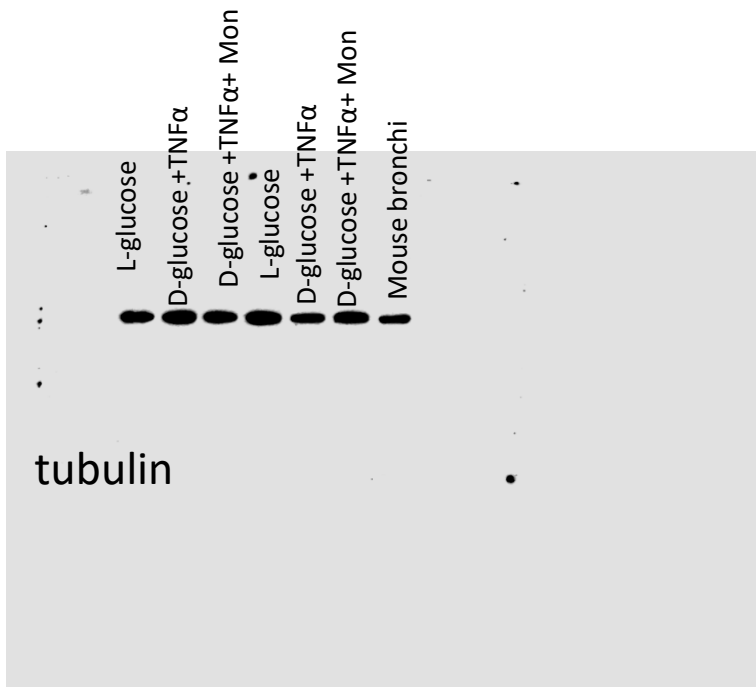 L-glucose
D-glucose +TNFα
D-glucose +TNFα+ Mon
L-glucose
D-glucose +TNFα
D-glucose +TNFα+ Mon
Mouse bronchi
tubulin